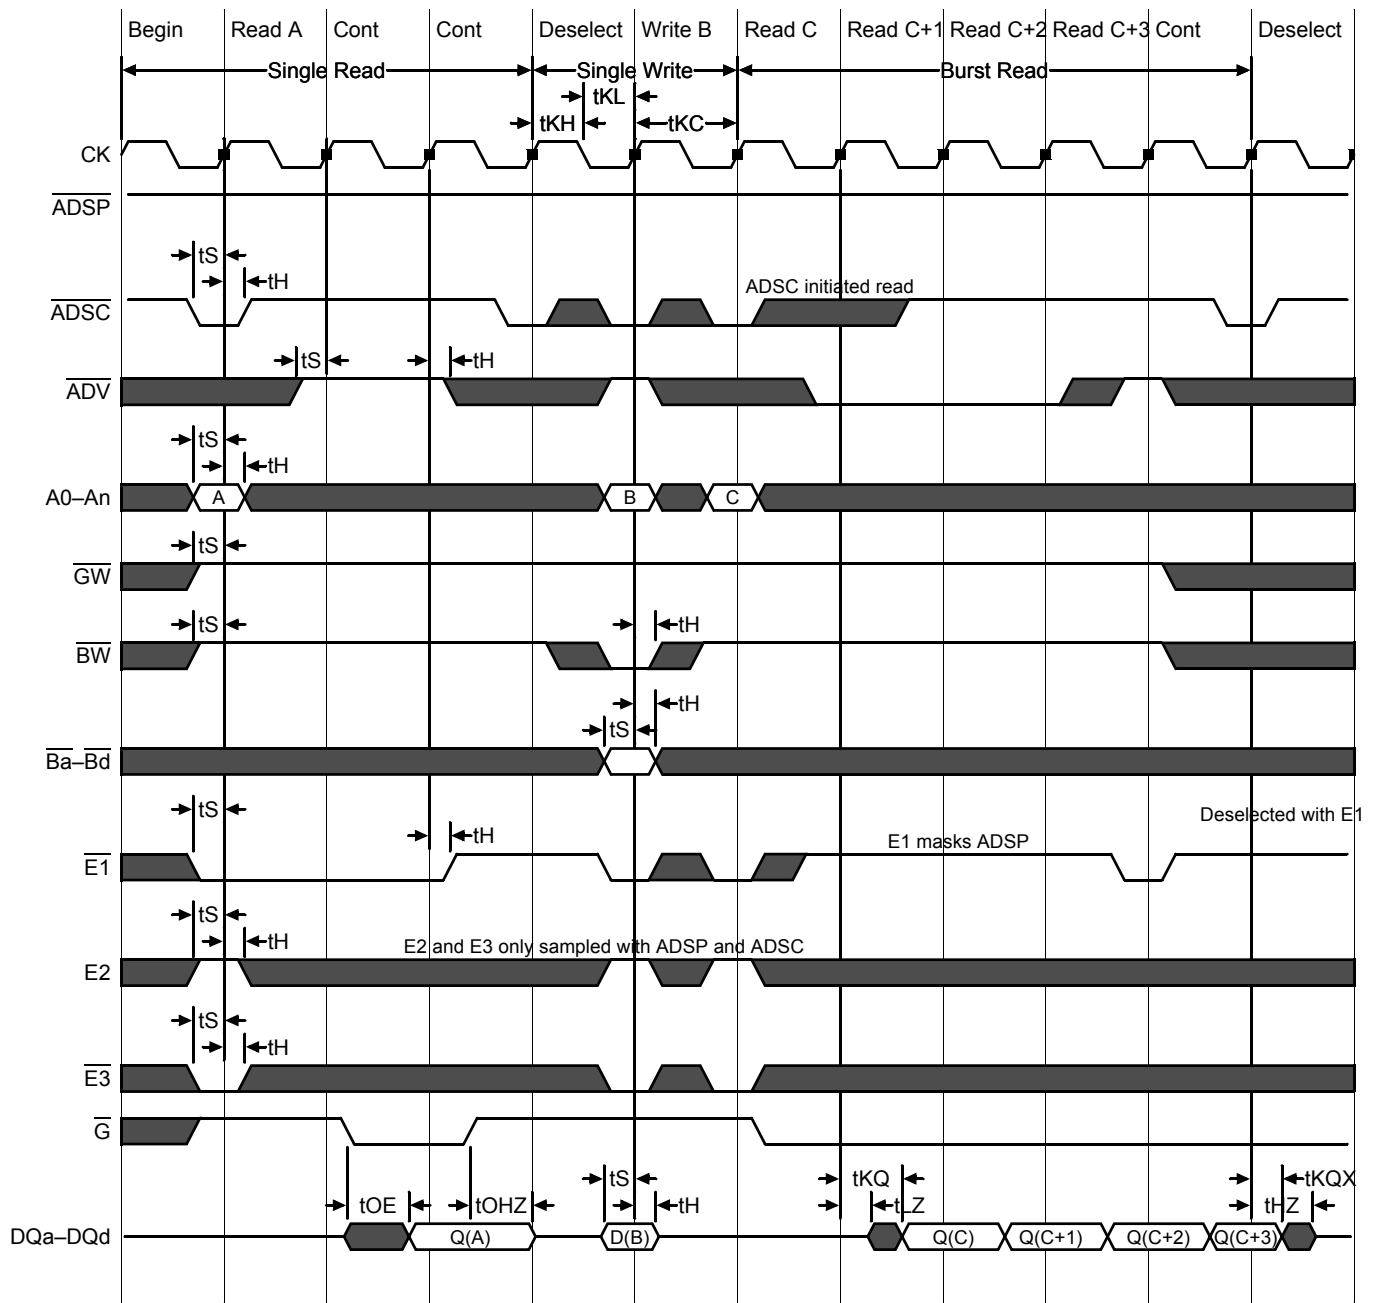 Begin Read A Cont Cont Deselect Write B Read C Read C+1 Read C+2 Read C+3 Cont Deselect
Single Read Single Write Burst Read
tKL
tKH tKC
CK
ADSP
tS
tH
ADSC initiated read
ADSC
tS tH
ADV
tS
tH
A0–An A B C
tS
GW
tS tH
BW
tH
tS
Ba–Bd
tS
Deselected with E1
tH
E1 masks ADSP
E1
tS
tH
E2 and E3 only sampled with ADSP and ADSC
E2
tS
tH
E3
G
tS tKQ tKQX
tOE tOHZ tH tLZ tHZ
DQa–DQd Q(A) D(B) Q(C) Q(C+1) Q(C+2) Q(C+3)